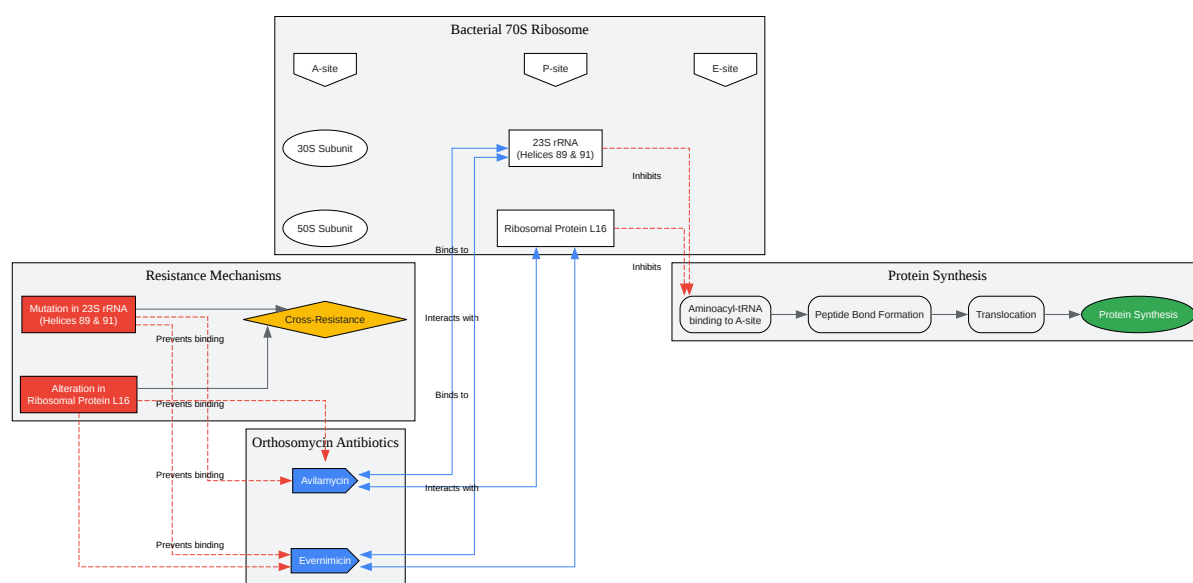 Bacterial 70S Ribosome
A-site
P-site
E-site
30S Subunit
23S rRNA
(Helices 89 & 91)
Inhibits
50S Subunit
Ribosomal Protein L16
Binds to
Inhibits
Resistance Mechanisms
Protein Synthesis
Mutation in 23S rRNA
(Helices 89 & 91)
Cross-Resistance
Interacts with
Aminoacyl-tRNA
binding to A-site
Peptide Bond Formation
Translocation
Protein Synthesis
Prevents binding
Alteration in
Ribosomal Protein L16
Prevents binding
Binds to
Orthosomycin Antibiotics
Prevents binding
Avilamycin
Interacts with
Prevents binding
Evernimicin